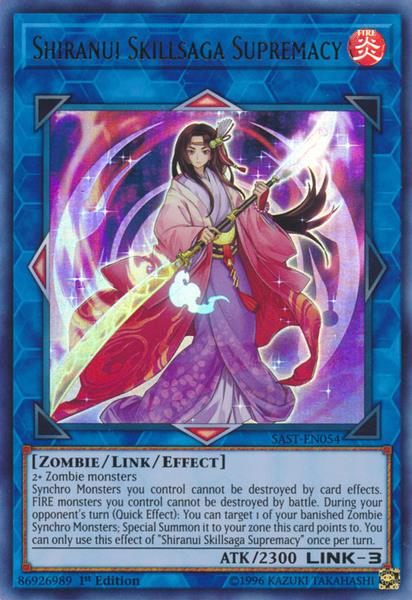 SHIRANUI SKILLSAGA SUPREMACY
FIRE
炎
SAST-EN054
[ZOMBIE/LINK/EFFECT]
2+ Zombie monsters
Synchro Monsters you control cannot be destroyed by card effects.
FIRE monsters you control cannot be destroyed by battle. During your
opponent's turn (Quick Effect): You can target 1 of your banished Zombie
Synchro Monsters; Special Summon it to your zone this card points to. You
can only use this effect of "Shiranui Skillsaga Supremacy" once per turn.
ATK/2300 LINK-3
86926989 1st Edition ©1996 KAZUKI TAKAHASHI